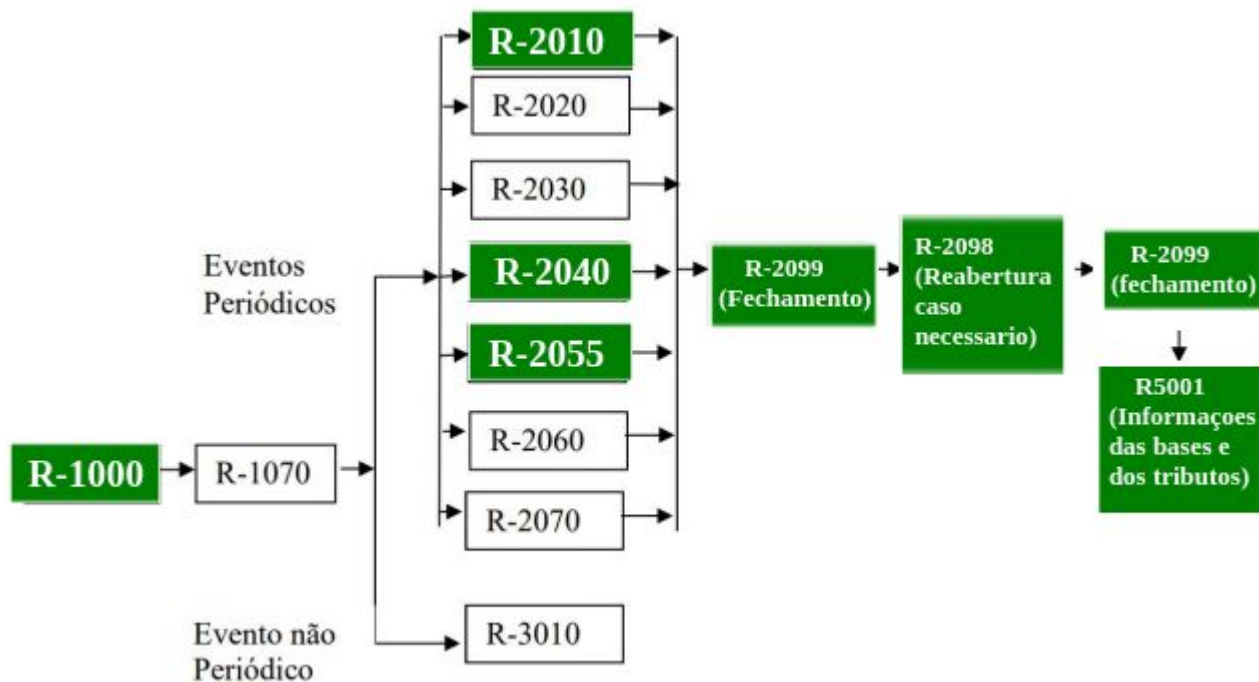 R-1000
R-1070
Eventos
Periódicos
R-2010
R-2020
R-2030
R-2040
R-2055
R-2060
R-2070
Evento não
Periódico
R-3010
R-2099
(Fechamento)
R-2098
(Reabertura
caso
necessario)
R-2099
(fechamento)
R5001
(Informaçoes
das bases e
dos tributos)